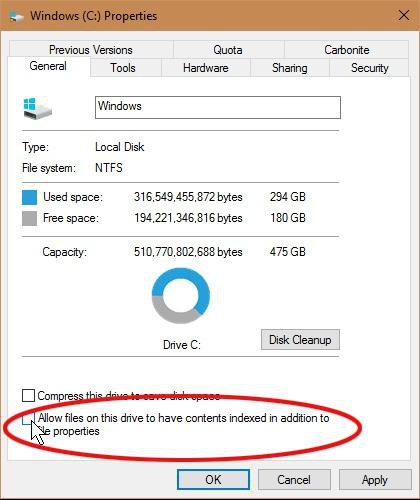 Windows (C:) Properties
Previous Versions Quota Carbonite
General Tools Hardware Sharing Security
Windows
Type: Local Disk
File system: NTFS
Used space: 316,549,455,872 bytes 294 GB
Free space: 194,221,346,816 bytes 180 GB
Capacity: 510,770,802,688 bytes 475 GB
Drive C: Disk Cleanup
Compress this drive to save disk space
Allow files on this drive to have contents indexed in addition to
properties
OK Cancel Apply